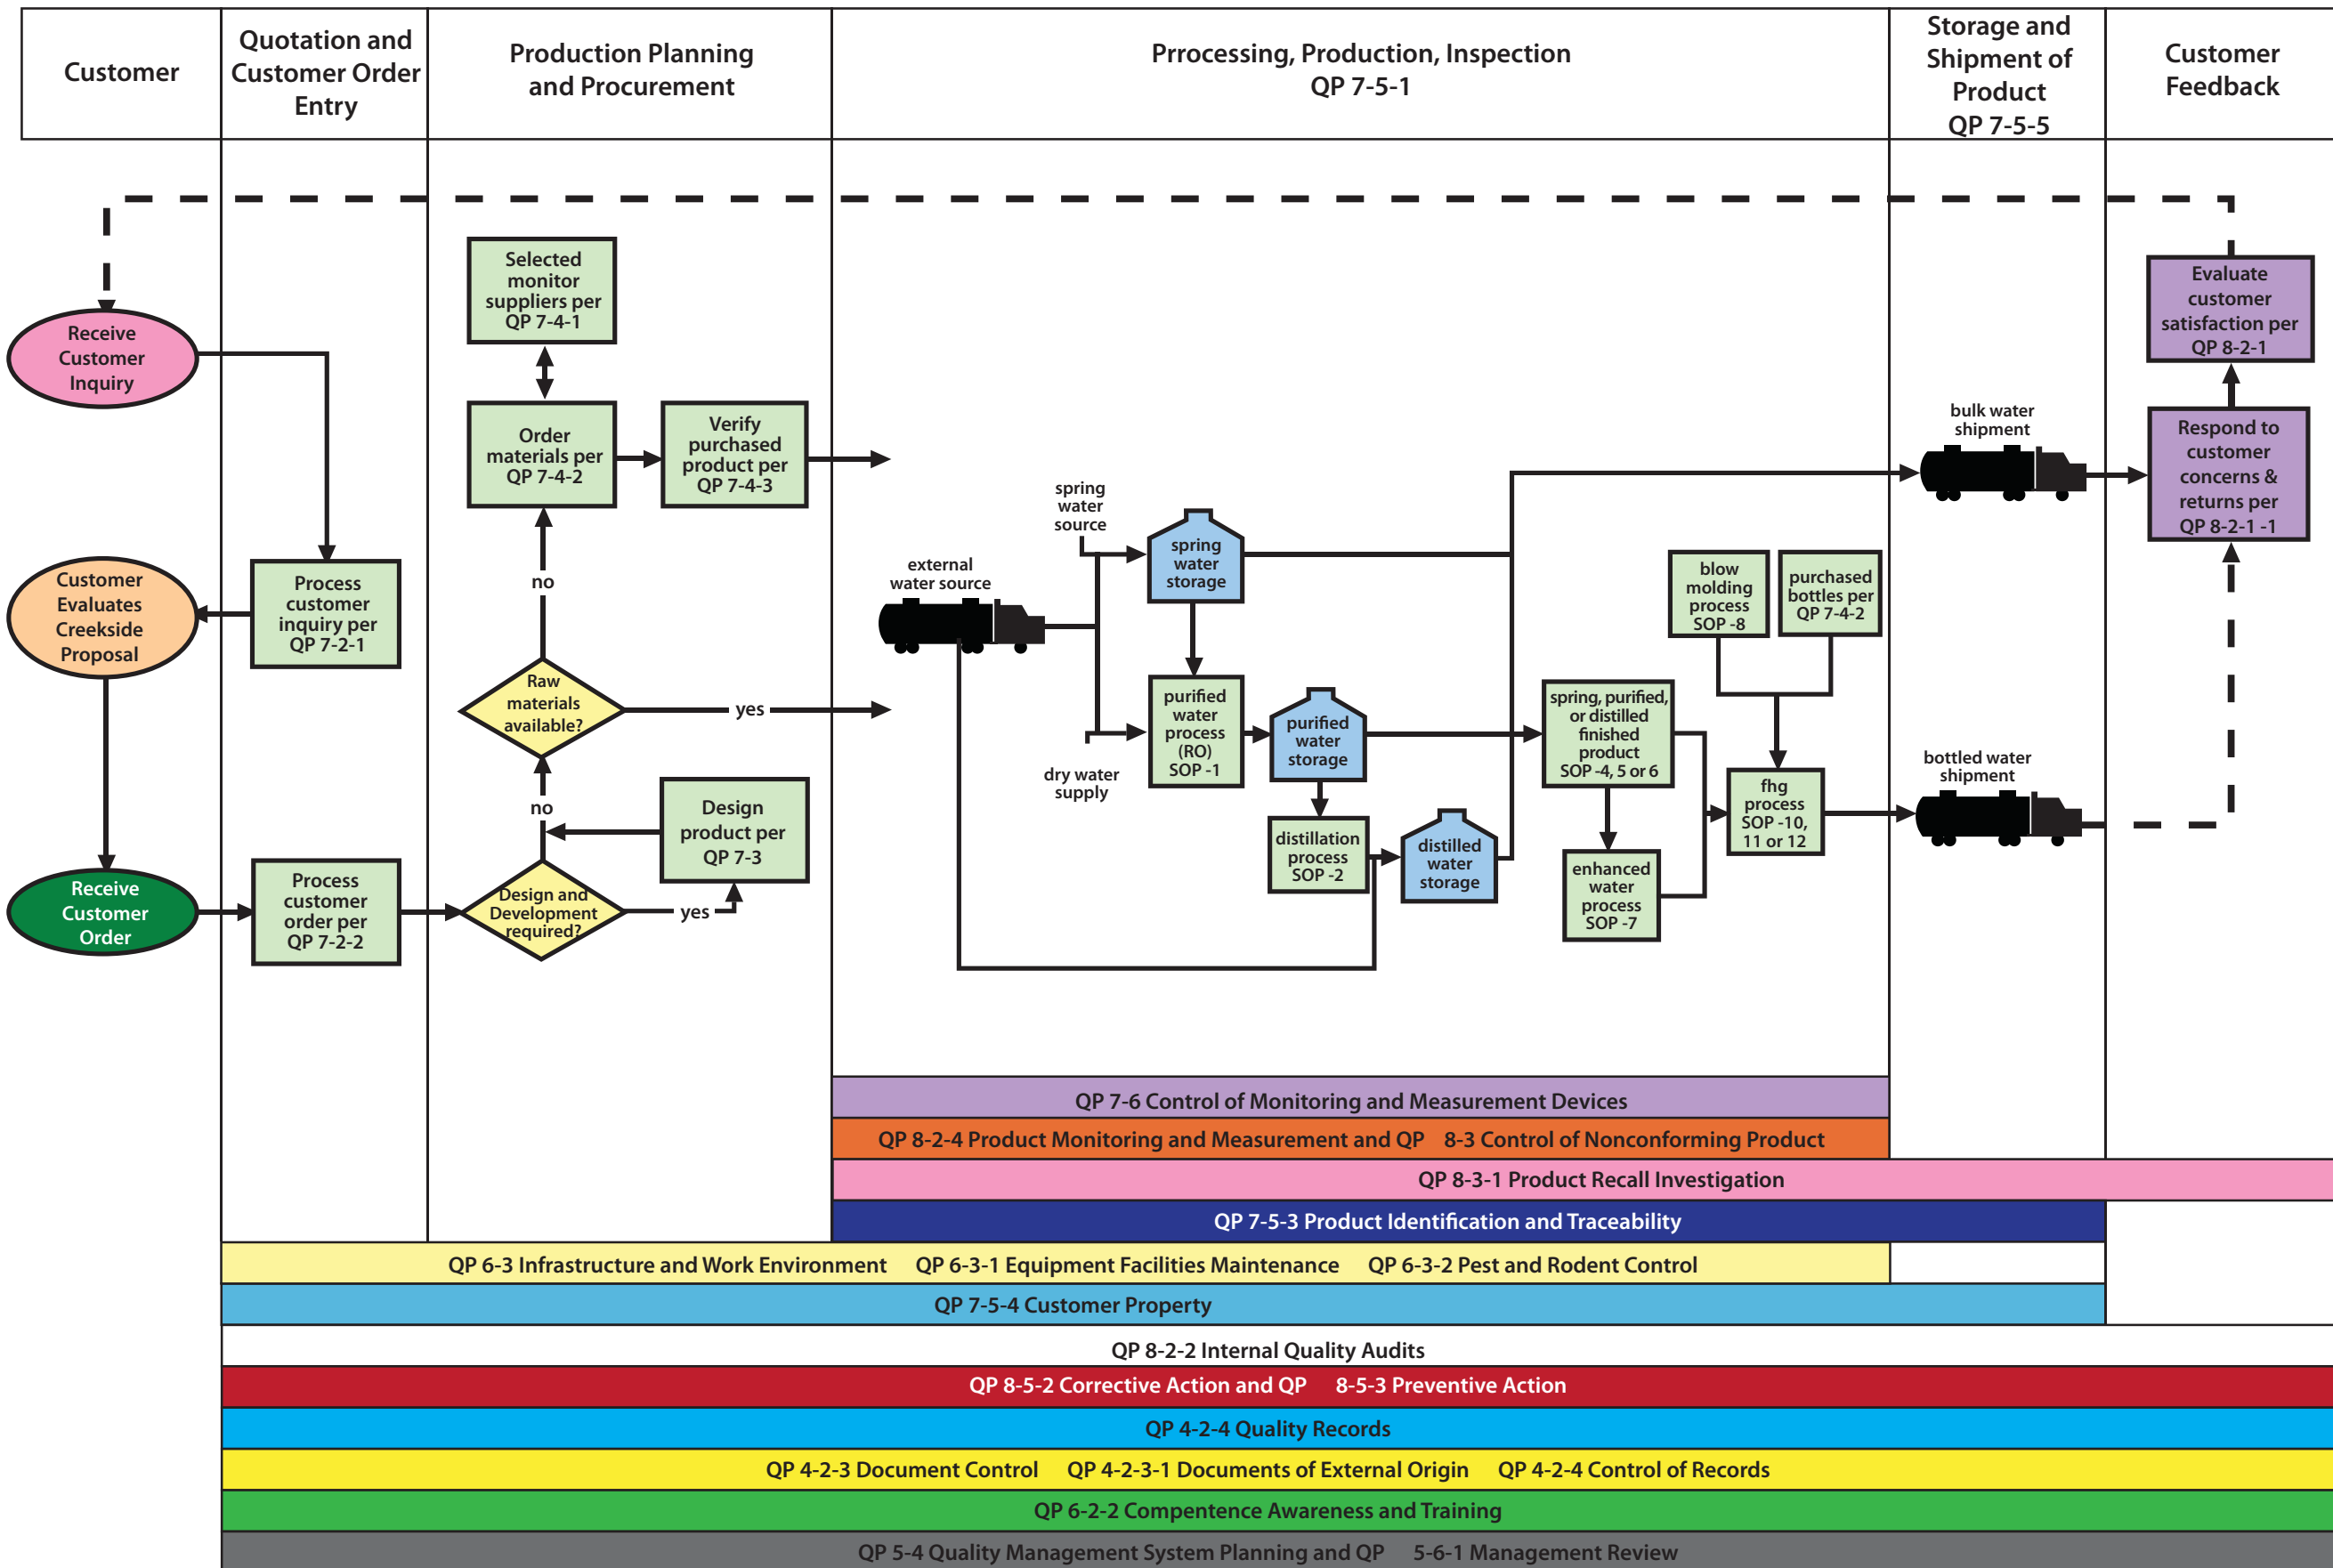 Customer
Quotation and
Customer Order
Entry
Production Planning
and Procurement
Prrocessing, Production, Inspection
QP 7-5-1
Storage and
Shipment of
Product
QP 7-5-5
Customer
Feedback
Receive
Customer
Inquiry
Customer
Evaluates
Creekside
Proposal
Receive
Customer
Order
Process
customer
inquiry per
QP 7-2-1
Process
customer
order per
QP 7-2-2
Selected
monitor
suppliers per
QP 7-4-1
Order
materials per
QP 7-4-2
Verify
purchased
product per
QP 7-4-3
no
Raw
materials
available?
yes
no
Design
product per
QP 7-3
Design and
Development
required?
yes
external
water source
spring
water
source
dry water
supply
spring
water
storage
purified
water
process
(RO)
SOP -1
purified
water
storage
distillation
process
SOP -2
distilled
water
storage
spring, purified,
or distilled
finished
product
SOP -4, 5 or 6
enhanced
water
process
SOP -7
blow
molding
process
SOP -8
purchased
bottles per
QP 7-4-2
fhg
process
SOP -10,
11 or 12
bulk water
shipment
bottled water
shipment
Evaluate
customer
satisfaction per
QP 8-2-1
Respond to
customer
concerns &
returns per
QP 8-2-1 -1
QP 7-6 Control of Monitoring and Measurement Devices
QP 8-2-4 Product Monitoring and Measurement and QP 8-3 Control of Nonconforming Product
QP 8-3-1 Product Recall Investigation
QP 7-5-3 Product Identification and Traceability
QP 6-3 Infrastructure and Work Environment QP 6-3-1 Equipment Facilities Maintenance QP 6-3-2 Pest and Rodent Control
QP 7-5-4 Customer Property
QP 8-2-2 Internal Quality Audits
QP 8-5-2 Corrective Action and QP 8-5-3 Preventive Action
QP 4-2-4 Quality Records
QP 4-2-3 Document Control QP 4-2-3-1 Documents of External Origin QP 4-2-4 Control of Records
QP 6-2-2 Compentence Awareness and Training
QP 5-4 Quality Management System Planning and QP 5-6-1 Management Review